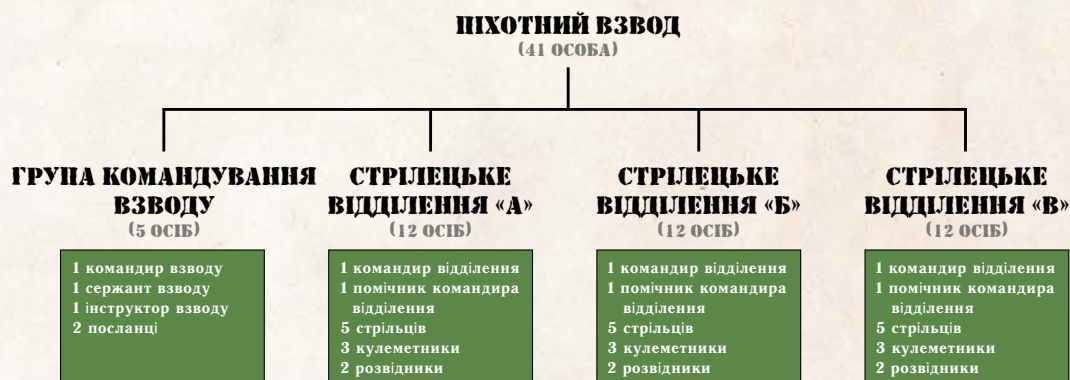 ПІХОТНИЙ ВЗВОД
(41 ОСОБА)
ГРУПА КОМАНДУВАННЯ
ВЗВОДУ
(5 ОСІБ)
1 командир взводу
1 сержант взводу
1 інструктор взводу
2 посланці
СТРІЛЕЦЬКЕ
ВІДДІЛЕННЯ «А»
(12 ОСІБ)
1 командир відділення
1 помічник командира
відділення
5 стрільців
3 кулеметники
2 розвідники
СТРІЛЕЦЬКЕ
ВІДДІЛЕННЯ «Б»
(12 ОСІБ)
1 командир відділення
1 помічник командира
відділення
5 стрільців
3 кулеметники
2 розвідники
СТРІЛЕЦЬКЕ
ВІДДІЛЕННЯ «В»
(12 ОСІБ)
1 командир відділення
1 помічник командира
відділення
5 стрільців
3 кулеметники
2 розвідники